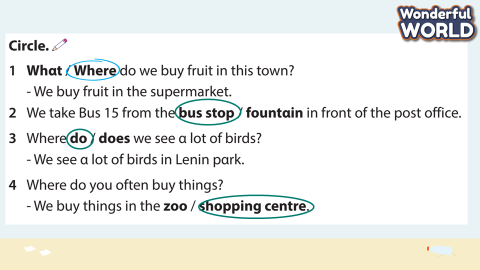 Wonderful
WORLD
Circle.
1 What / Where do we buy fruit in this town?
- We buy fruit in the supermarket.
2 We take Bus 15 from the bus stop / fountain in front of the post office.
3 Where do / does we see a lot of birds?
- We see a lot of birds in Lenin park.
4 Where do you often buy things?
- We buy things in the zoo / shopping centre.